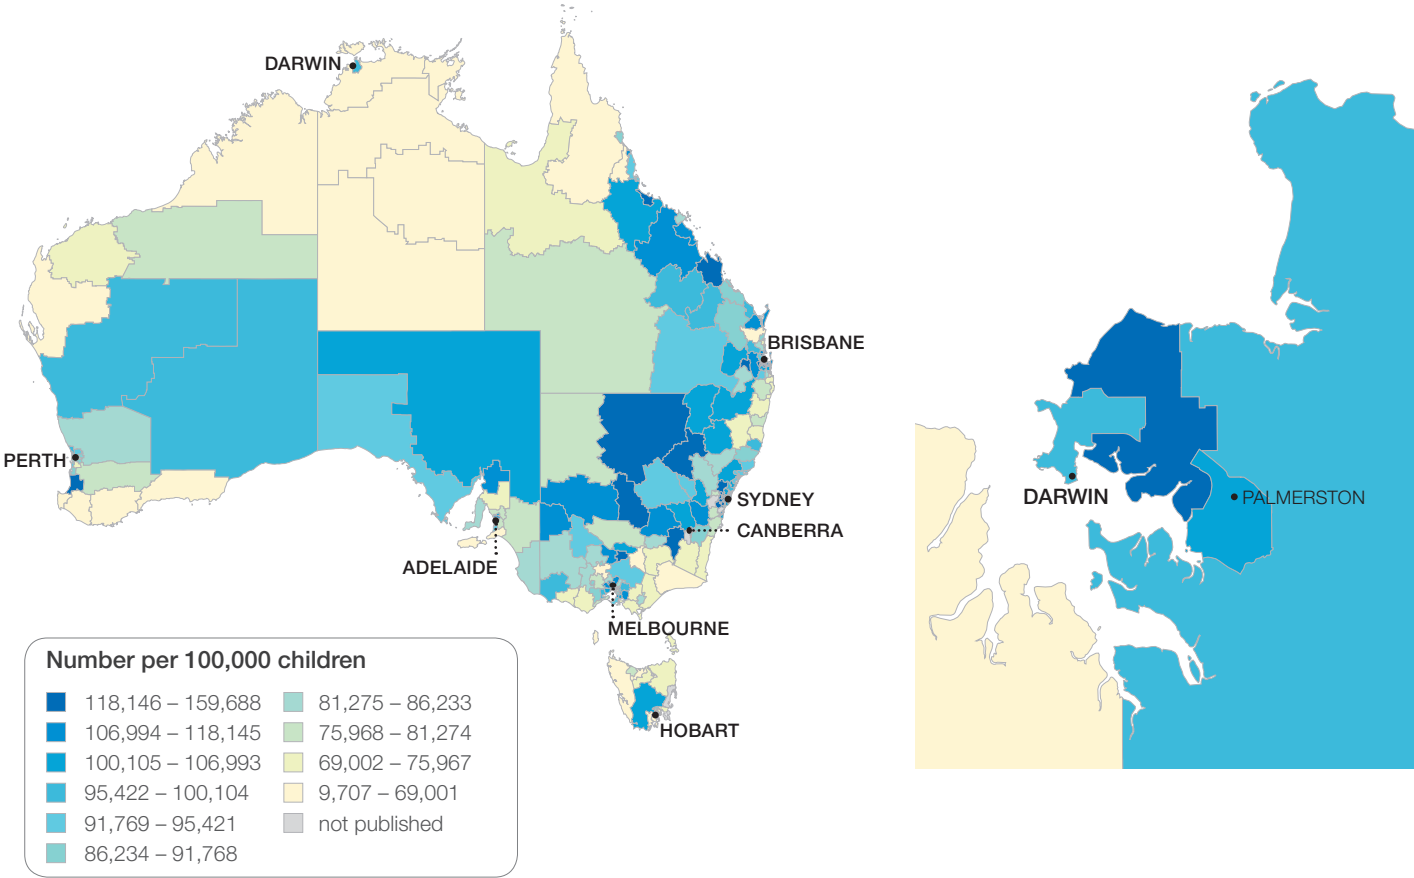 DARWIN
BRISBANE
PERTH
SYDNEY
CANBERRA
ADELAIDE
MELBOURNE
HOBART
Number per 100,000 children
118,146 – 159,688
106,994 – 118,145
100,105 – 106,993
95,422 – 100,104
91,769 – 95,421
86,234 – 91,768
81,275 – 86,233
75,968 – 81,274
69,002 – 75,967
9,707 – 69,001
not published
DARWIN
PALMERSTON